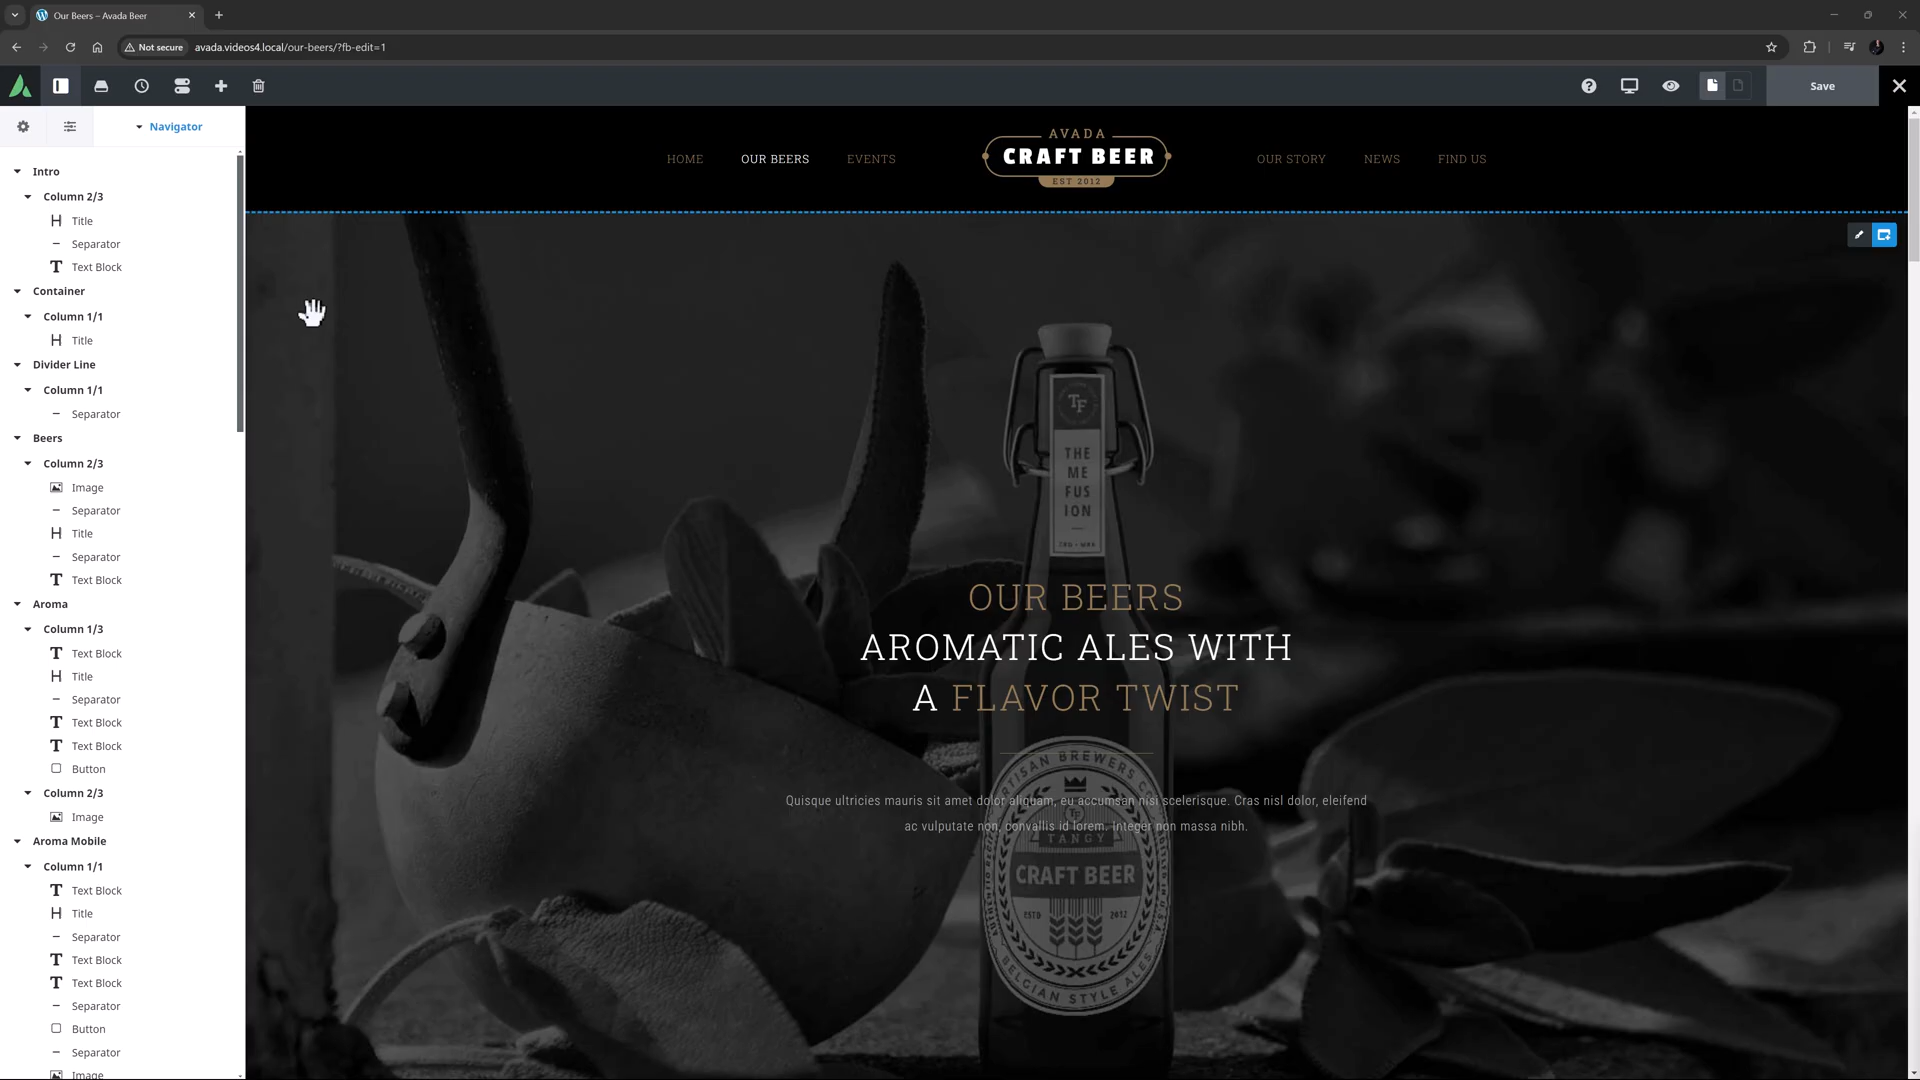 Our Beers – Avada Beer
Not secure
avada.videos4.local/our-beers/?fb-edit=1
Save
Navigator
Intro
Column 2/3
Title
Separator
Text Block
Container
Column 1/1
Title
Divider Line
Column 1/1
Separator
Beers
Column 2/3
Image
Separator
Title
Separator
Text Block
Aroma
Column 1/3
Text Block
Title
Separator
Text Block
Text Block
Button
Column 2/3
Image
Aroma Mobile
Column 1/1
Text Block
Title
Separator
Text Block
Text Block
Separator
Button
Separator
Image
HOME
OUR BEERS
EVENTS
AVADA
CRAFT BEER
EST 2012
OUR STORY
NEWS
FIND US
TF
THE
ME
FUS
ION
OUR BEERS
AROMATIC ALES WITH
A FLAVOR TWIST
Quisque ultricies mauris sit amet dolor aliquam, eu accumsan nisi scelerisque. Cras nisl dolor, eleifend
ac vulputate non, convallis id lorem. Integer non massa nibh.
TANGY
CRAFT BEER
ESTD
2012
BELGIAN STYLE ALES